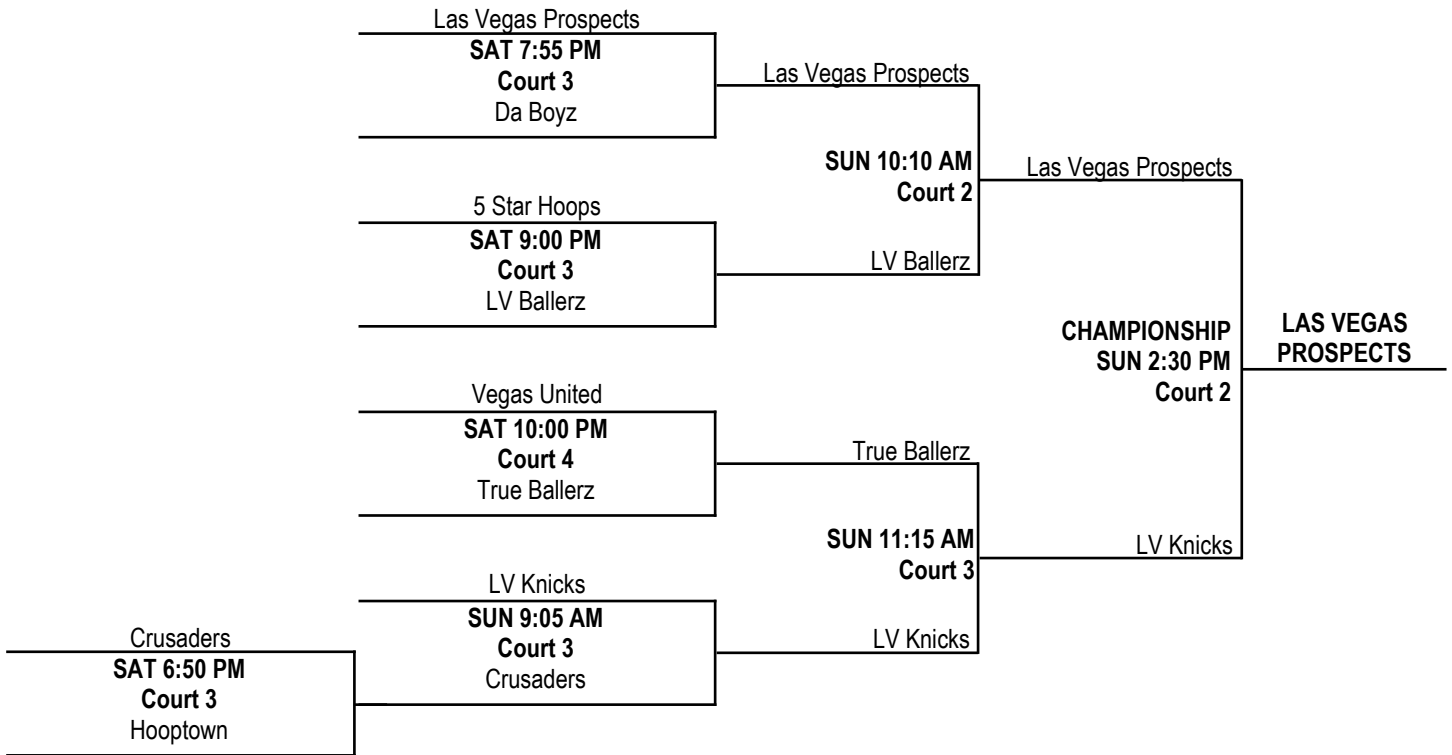 Las Vegas Prospects
SAT 7:55 PM
Court 3
Da Boyz
5 Star Hoops
SAT 9:00 PM
Court 3
LV Ballerz
Vegas United
SAT 10:00 PM
Court 4
True Ballerz
LV Knicks
SUN 9:05 AM
Court 3
Crusaders
Crusaders
SAT 6:50 PM
Court 3
Hooptown
Las Vegas Prospects
SUN 10:10 AM
Court 2
LV Ballerz
True Ballerz
SUN 11:15 AM
Court 3
LV Knicks
Las Vegas Prospects
CHAMPIONSHIP
SUN 2:30 PM
Court 2
LV Knicks
LAS VEGAS
PROSPECTS